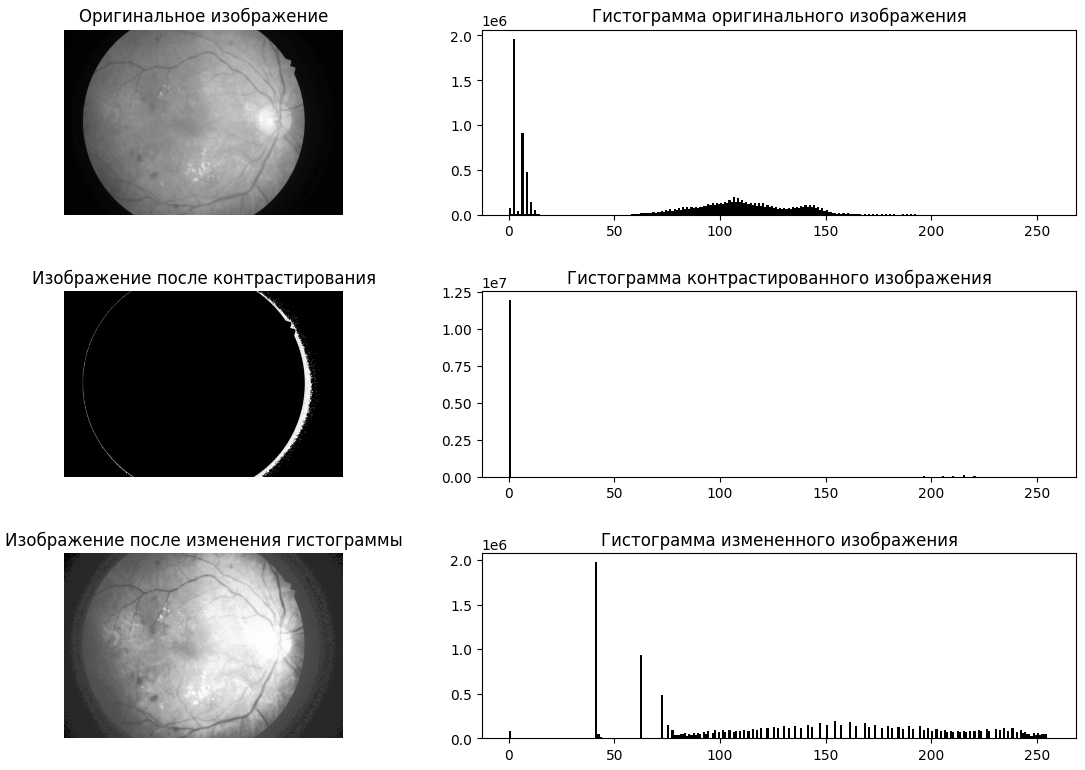 Оригинальное изображение
Гистограмма оригинального изображения
1e6
2.0
1.5
1.0
0.5
0.0
0 50 100 150 200 250
Изображение после контрастирования
Гистограмма контрастированного изображения
1e7
1.25
1.00
0.75
0.50
0.25
0.00
0 50 100 150 200 250
Изображение после изменения гистограммы
Гистограмма измененного изображения
1e6
2.0
1.5
1.0
0.5
0.0
0 50 100 150 200 250